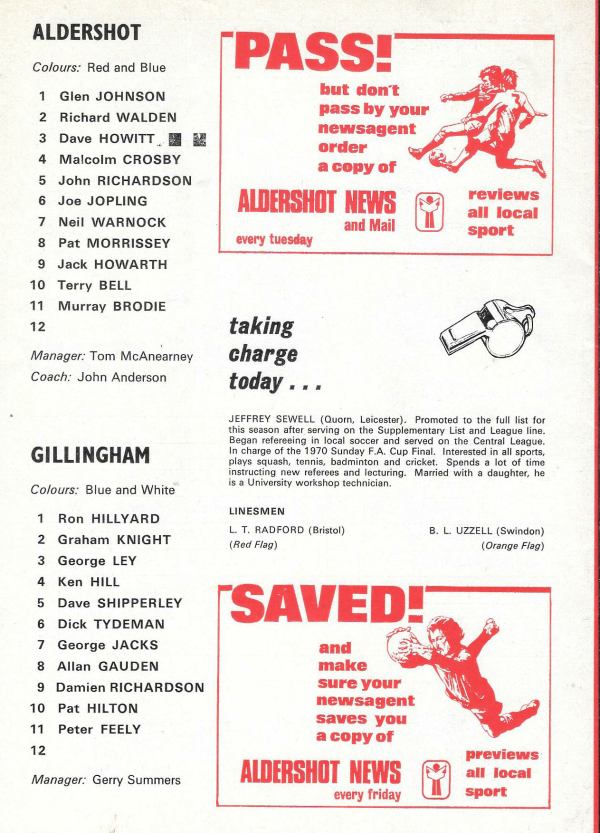 ALDERSHOT
Colours: Red and Blue
1 Glen JOHNSON
2 Richard WALDEN
3 Dave HOWITT
4 Malcolm CROSBY
5 John RICHARDSON
6 Joe JOPLING
7 Neil WARNOCK
8 Pat MORRISSEY
9 Jack HOWARTH
10 Terry BELL
11 Murray BRODIE
12
Manager: Tom McAnearney
Coach: John Anderson
GILLINGHAM
Colours: Blue and White
1 Ron HILLYARD
2 Graham KNIGHT
3 George LEY
4 Ken HILL
5 Dave SHIPPERLEY
6 Dick TYDEMAN
7 George JACKS
8 Allan GAUDEN
9 Damien RICHARDSON
10 Pat HILTON
11 Peter FEELY
12
Manager: Gerry Summers
PASS!
but don't
pass by your
newsagent
order
a copy of
ALDERSHOT NEWS
and Mail
every tuesday
reviews
all local
sport
7
taking
charge
today . . .
JEFFREY SEWELL (Quorn, Leicester). Promoted to the full list for
this season after serving on the Supplementary List and League line.
Began refereeing in local soccer and served on the Central League.
In charge of the 1970 Sunday F.A. Cup Final. Interested in all sports,
plays squash, tennis, badminton and cricket. Spends a lot of time
instructing new referees and lecturing. Married with a daughter, he
is a University workshop technician.
LINESMEN
L. T. RADFORD (Bristol)
(Red Flag)
B. L. UZZELL (Swindon)
(Orange Flag)
SAVED!
and
make
sure your
newsagent
saves you
a copy of
ALDERSHOT NEWS
every friday
previews
all local
sport